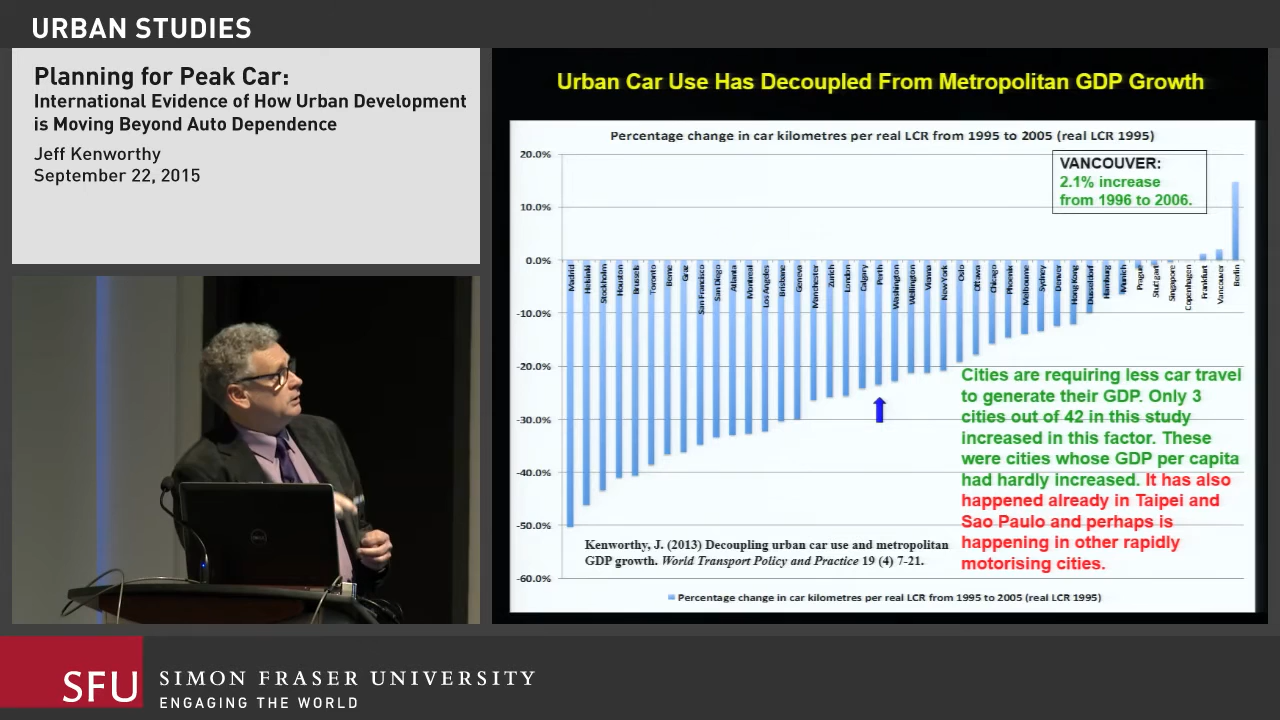 URBAN STUDIES
Planning for Peak Car:
International Evidence of How Urban Development
is Moving Beyond Auto Dependence
Jeff Kenworthy
September 22, 2015
Urban Car Use Has Decoupled From Metropolitan GDP Growth
Percentage change in car kilometres per real LCR from 1995 to 2005 (real LCR 1995)
20.0%
10.0%
0.0%
-10.0%
-20.0%
-30.0%
-40.0%
-50.0%
-60.0%
VANCOUVER:
2.1% increase
from 1996 to 2006.
Madrid
Helsinki
Stockholm
Houston
Brussels
Toronto
Berne
Graz
San Francisco
San Diego
Atlanta
Montreal
Los Angeles
Brisbane
Geneva
Manchester
Zurich
London
Calgary
Perth
Washington
Wellington
Vienna
New York
Oslo
Ottawa
Chicago
Phoenix
Melbourne
Sydney
Denver
Hong Kong
Dusseldorf
Hamburg
Munich
Prague
Stuttgart
Singapore
Copenhagen
Frankfurt
Vancouver
Berlin
Cities are requiring less car travel
to generate their GDP. Only 3
cities out of 42 in this study
increased in this factor. These
were cities whose GDP per capita
had hardly increased. It has also
happened already in Taipei and
Sao Paulo and perhaps is
happening in other rapidly
motorising cities.
Kenworthy, J. (2013) Decoupling urban car use and metropolitan
GDP growth. World Transport Policy and Practice 19 (4) 7-21.
Percentage change in car kilometres per real LCR from 1995 to 2005 (real LCR 1995)
SFU
SIMON FRASER UNIVERSITY
ENGAGING THE WORLD